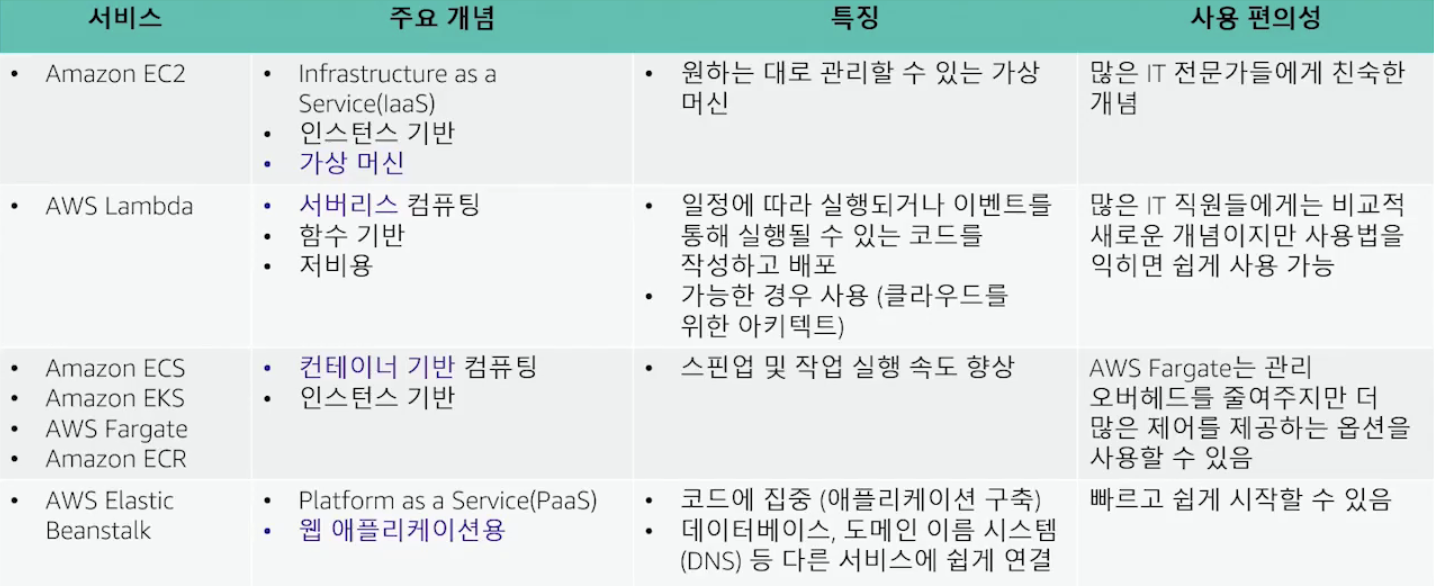 서비스
주요 개념
특징
사용 편의성
• Amazon EC2
• Infrastructure as a
Service(IaaS)
• 인스턴스 기반
• 가상 머신
• 원하는 대로 관리할 수 있는 가상
머신
많은 IT 전문가들에게 친숙한
개념
• AWS Lambda
• 서버리스 컴퓨팅
• 함수 기반
• 저비용
• 일정에 따라 실행되거나 이벤트를
통해 실행될 수 있는 코드를
작성하고 배포
• 가능한 경우 사용 (클라우드를
위한 아키텍트)
많은 IT 직원들에게는 비교적
새로운 개념이지만 사용법을
익히면 쉽게 사용 가능
• Amazon ECS
• Amazon EKS
• AWS Fargate
• Amazon ECR
• 컨테이너 기반 컴퓨팅
• 인스턴스 기반
• 스핀업 및 작업 실행 속도 향상
AWS Fargate는 관리
오버헤드를 줄여주지만 더
많은 제어를 제공하는 옵션을
사용할 수 있음
• AWS Elastic
Beanstalk
• Platform as a Service(PaaS)
• 웹 애플리케이션용
• 코드에 집중 (애플리케이션 구축)
• 데이터베이스, 도메인 이름 시스템
(DNS) 등 다른 서비스에 쉽게 연결
빠르고 쉽게 시작할 수 있음